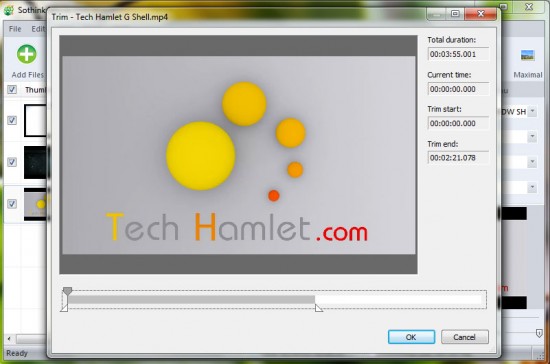 Sothink
Trim - Tech Hamlet G Shell.mp4
File
Edit
Add Files
Maximal
Thumb
Total duration:
00:03:55.001
Current time:
00:00:00.000
Trim start:
00:00:00.000
Trim end:
00:02:21.078
Tech Hamlet.com
OK
Cancel
Ready